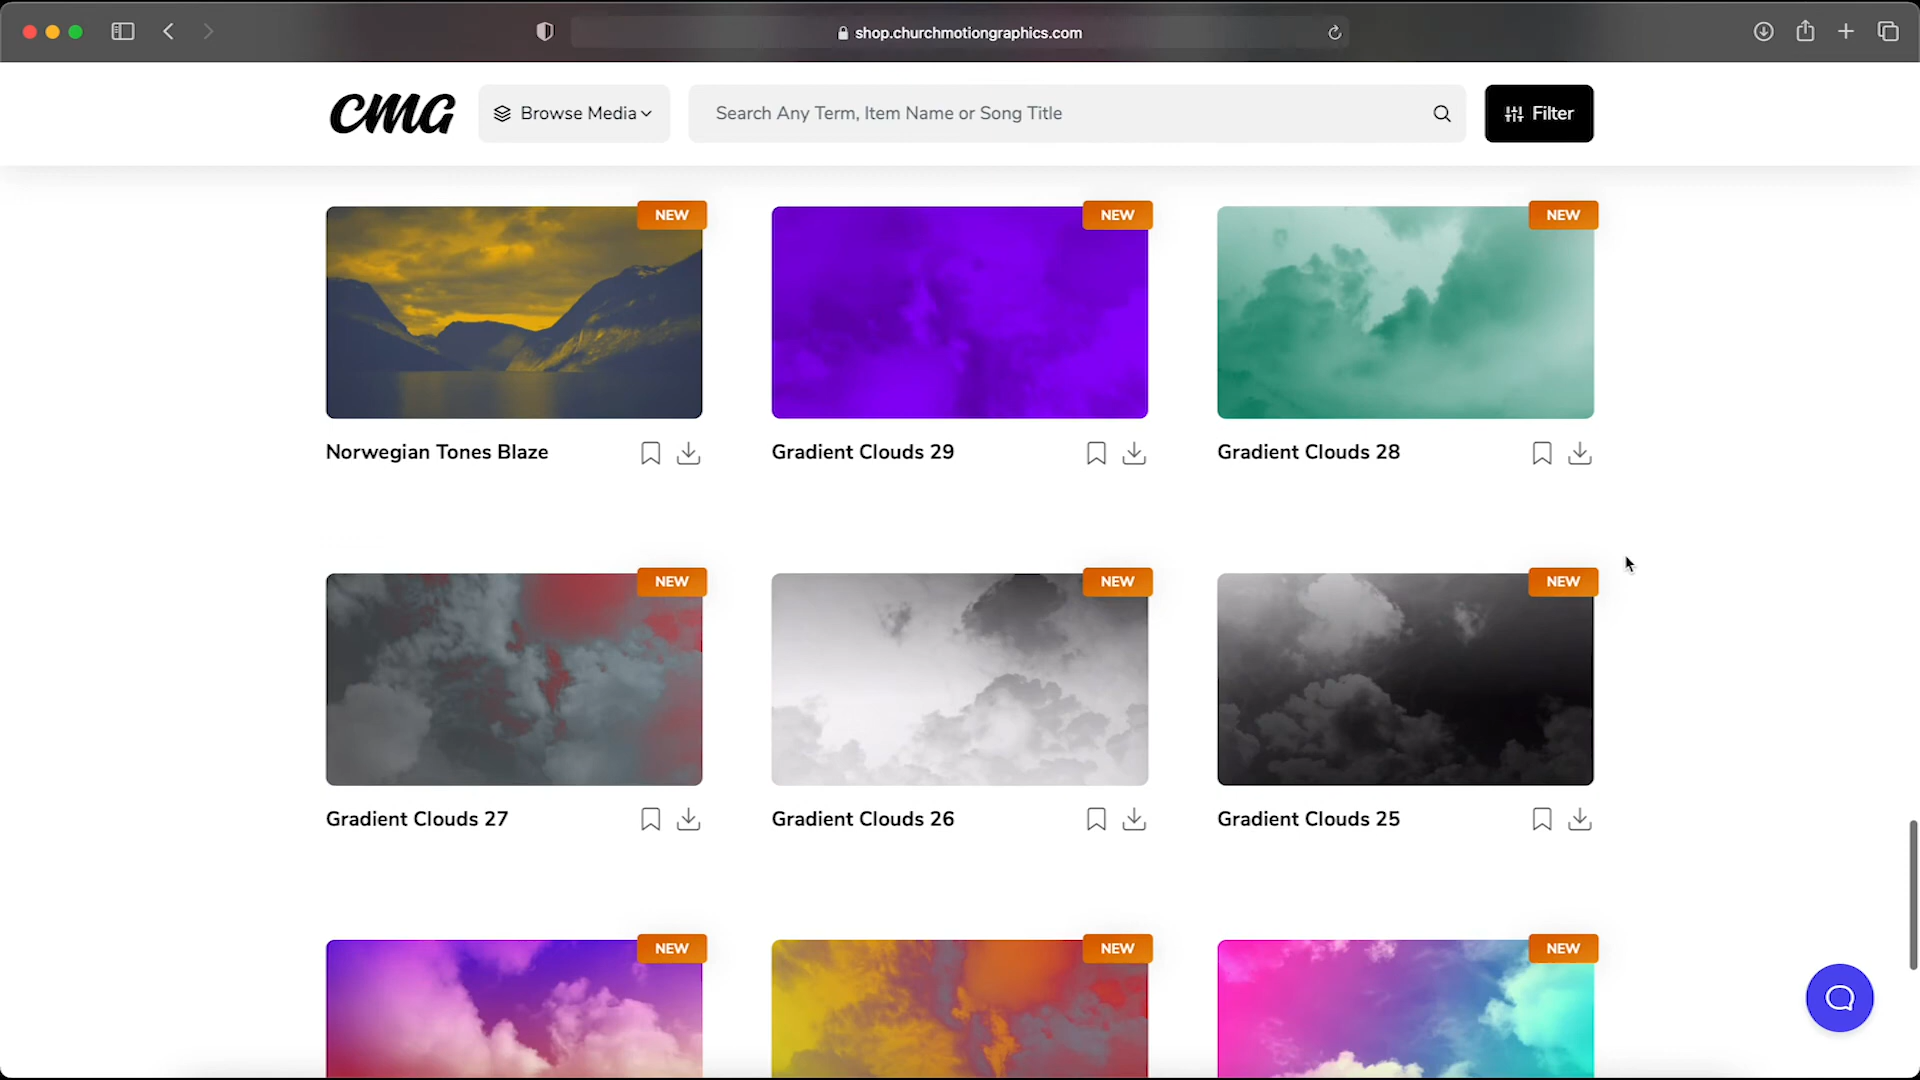 shop.churchmotiongraphics.com
CMG
Browse Media
Search Any Term, Item Name or Song Title
Filter
NEW
NEW
NEW
Norwegian Tones Blaze
Gradient Clouds 29
Gradient Clouds 28
NEW
NEW
NEW
Gradient Clouds 27
Gradient Clouds 26
Gradient Clouds 25
NEW
NEW
NEW